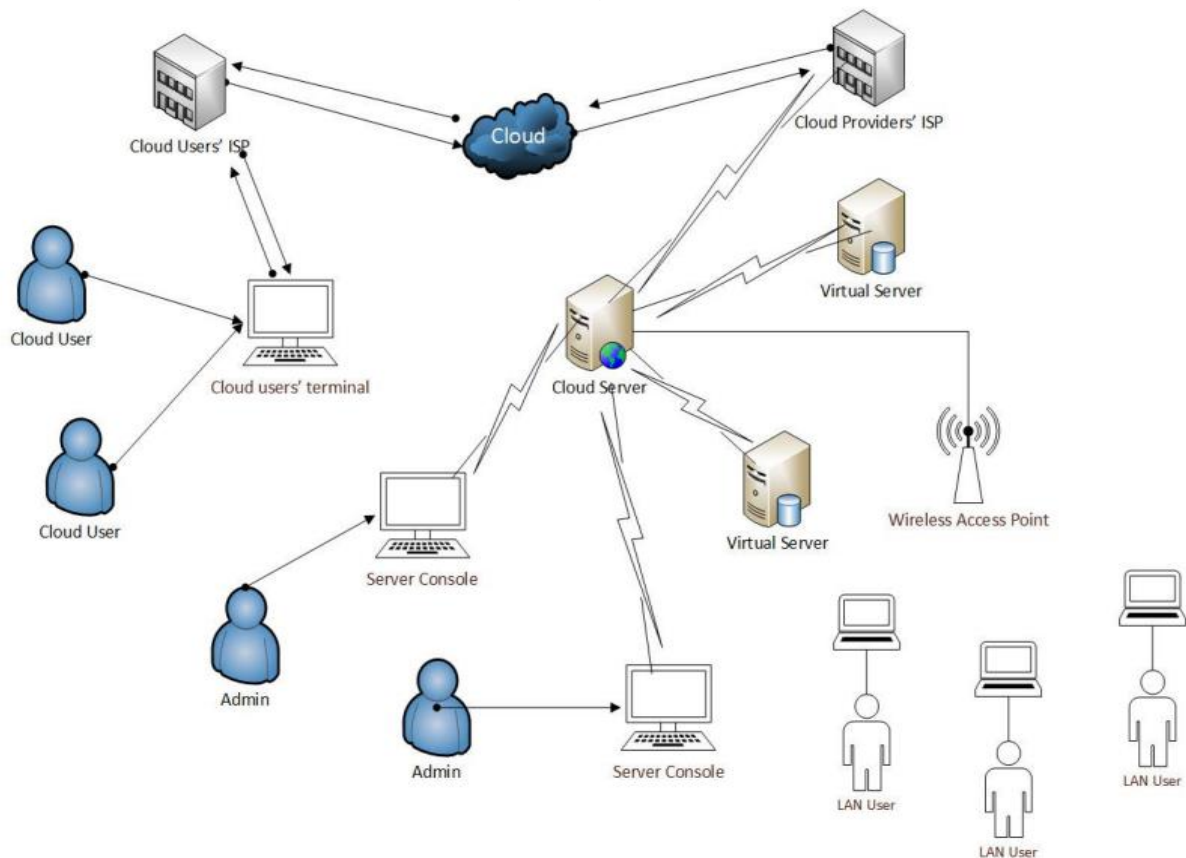 Cloud Users' ISP
Cloud
Cloud Providers' ISP
Virtual Server
Cloud User
Cloud users' terminal
Cloud Server
Cloud User
Server Console
Virtual Server
Wireless Access Point
Admin
Admin
Server Console
LAN User
LAN User
LAN User